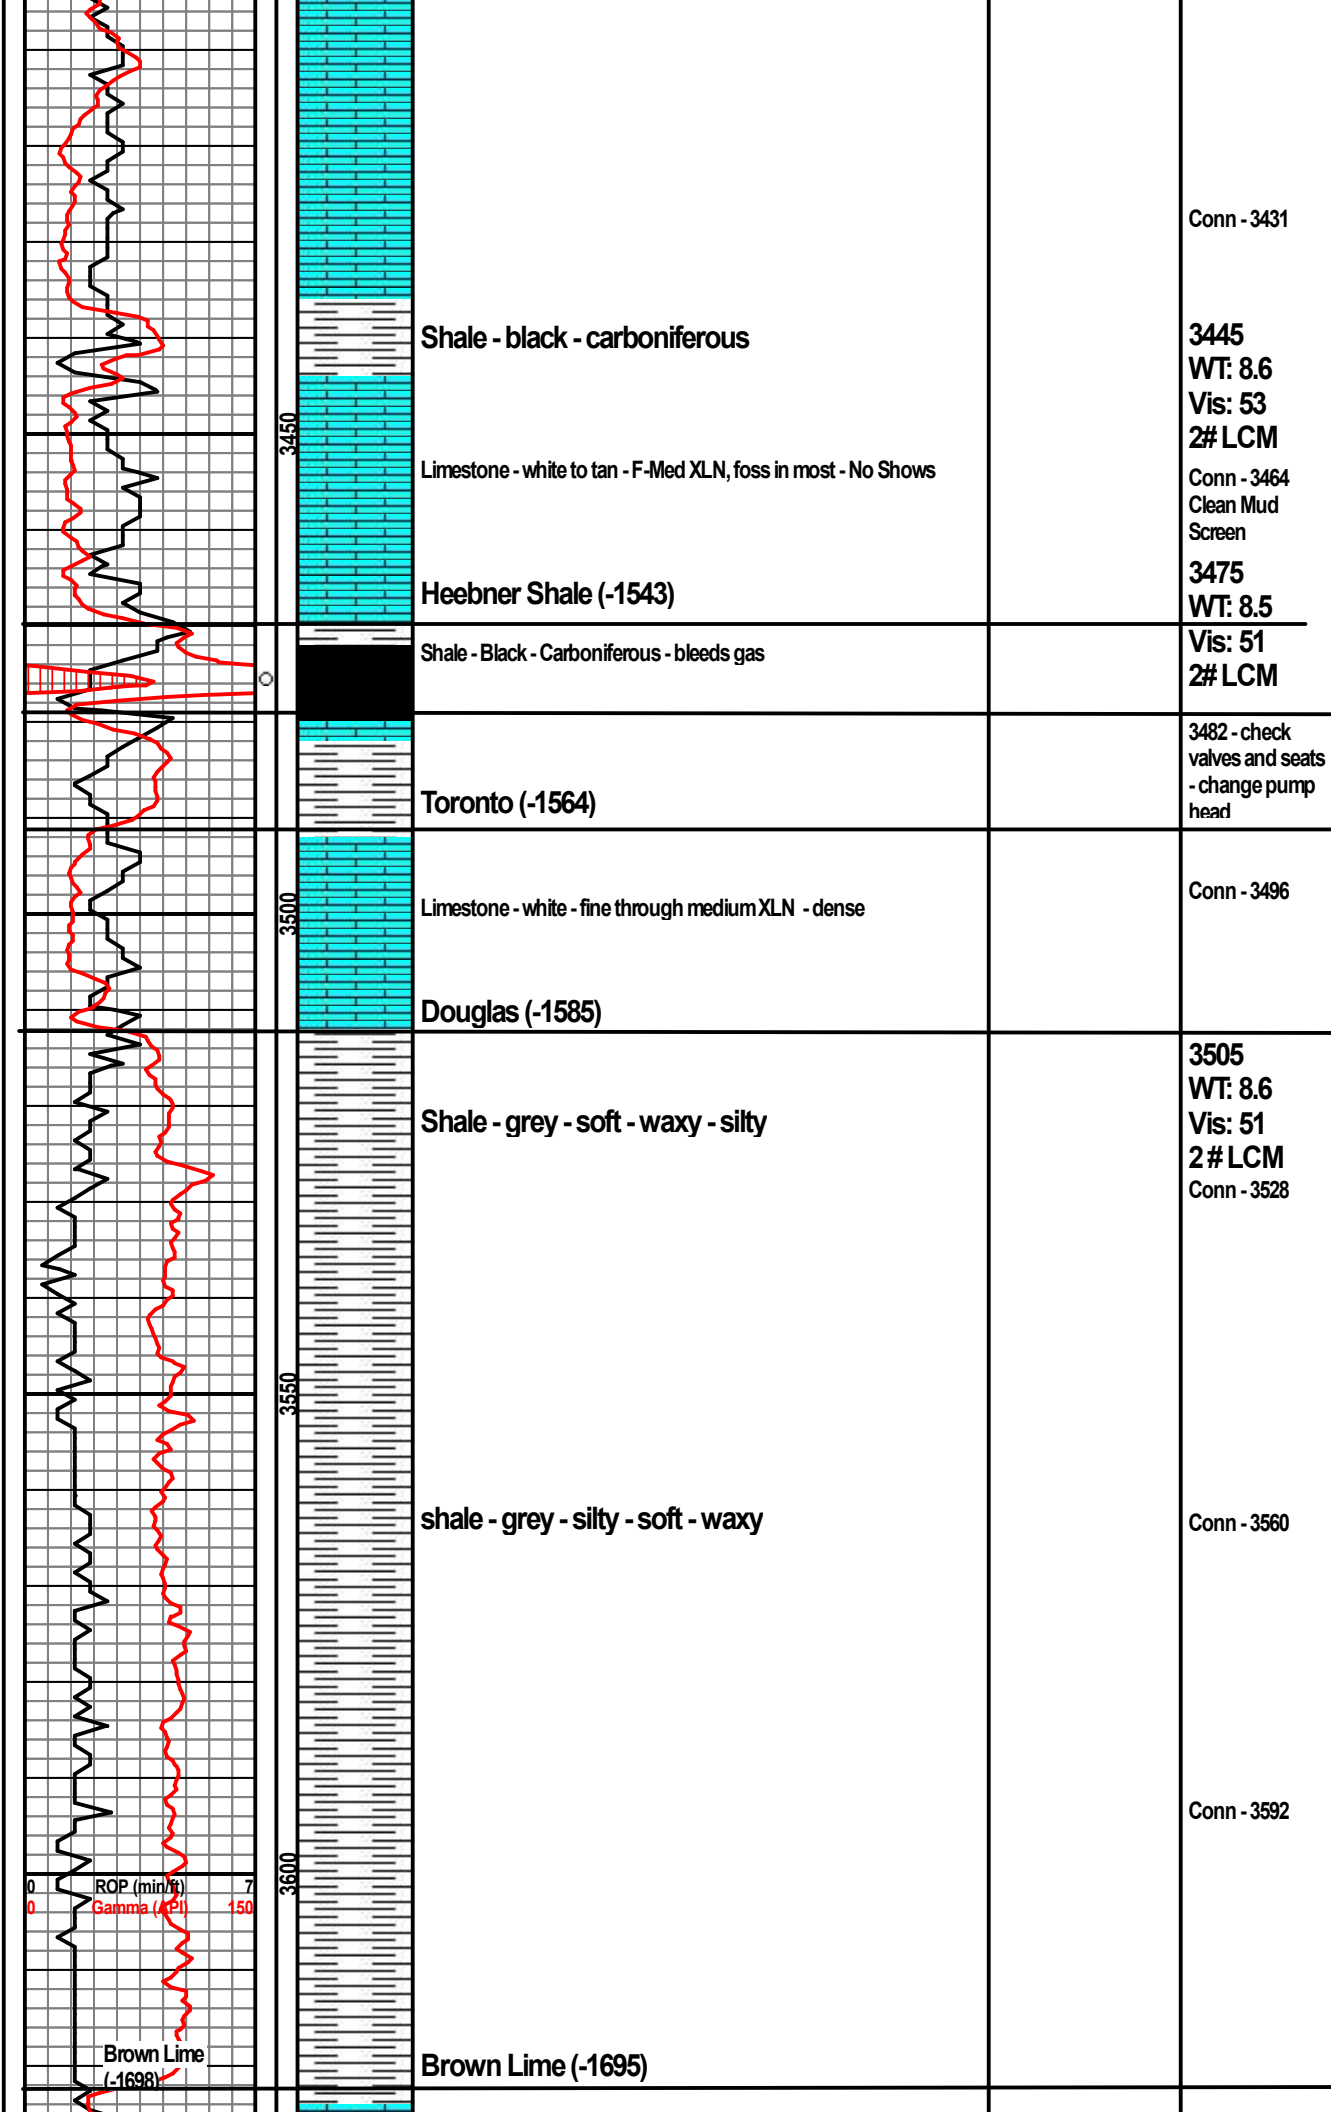 Conn - 3431
Shale - black - carboniferous
3445
WT: 8.6
Vis: 53
2# LCM
3450
Limestone - white to tan - F-Med XLN, foss in most - No Shows
Conn - 3464
Clean Mud
Screen
Heebner Shale (-1543)
3475
WT: 8.5
Vis: 51
2# LCM
Shale - Black - Carboniferous - bleeds gas
3482 - check
valves and seats
- change pump
head
Toronto (-1564)
Conn - 3496
3500
Limestone - white - fine through medium XLN - dense
Douglas (-1585)
3505
WT: 8.6
Vis: 51
2 # LCM
Shale - grey - soft - waxy - silty
Conn - 3528
3550
shale - grey - silty - soft - waxy
Conn - 3560
Conn - 3592
3600
0 ROP (min/ft) 7
0 Gamma (API) 150
Brown Lime
(-1698)
Brown Lime (-1695)